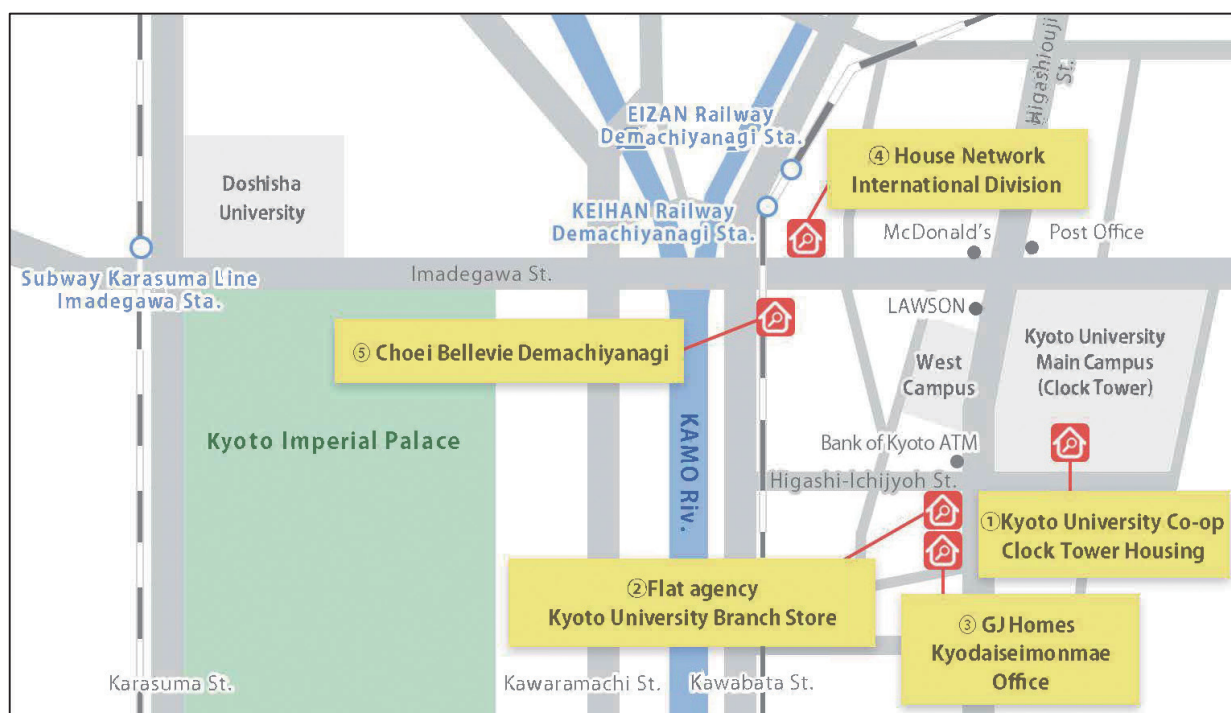 Higashiouji
St.
EIZAN Railway
Demachiyanagi Sta.
④ House Network
International Division
Doshisha
University
KEIHAN Railway
Demachiyanagi Sta.
McDonald's
Post Office
Subway Karasuma Line
Imadegawa Sta.
Imadegawa St.
LAWSON
⑤ Choei Bellevie Demachiyanagi
West
Campus
Kyoto University
Main Campus
(Clock Tower)
Kyoto Imperial Palace
KAMO Riv.
Bank of Kyoto ATM
Higashi-Ichijyoh St.
①Kyoto University Co-op
Clock Tower Housing
②Flat agency
Kyoto University Branch Store
③ GJ Homes
Kyodaiseimonmae
Office
Karasuma St.
Kawaramachi St.
Kawabata St.